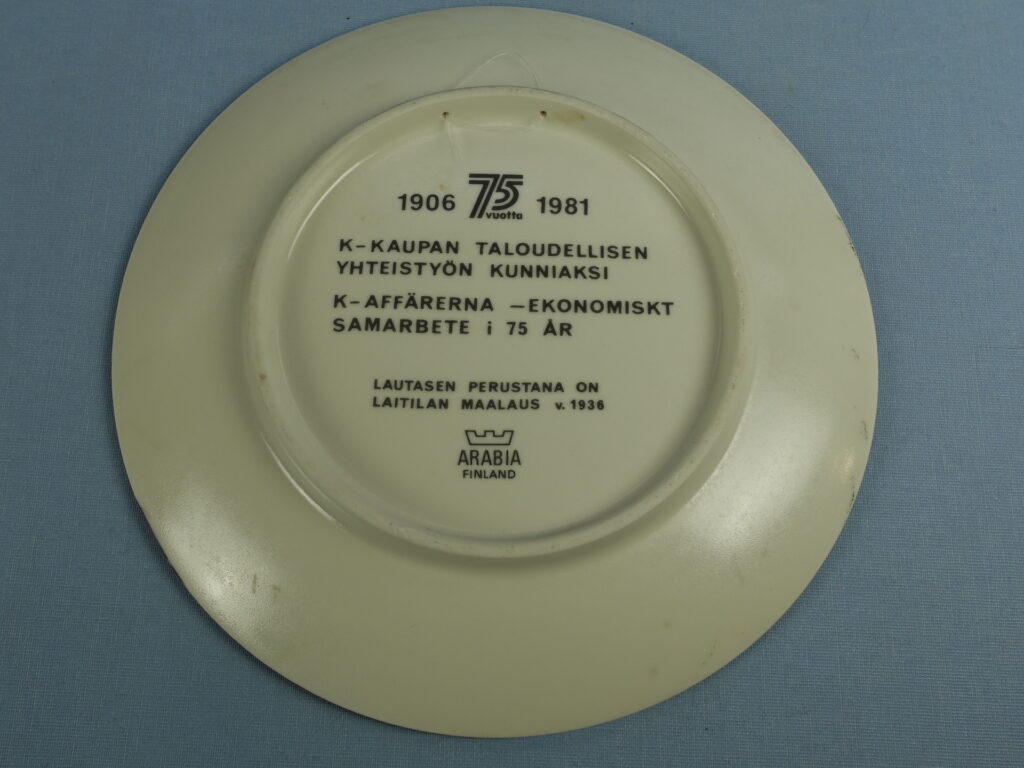 1906 75 vuotta 1981
K-KAUPAN TALOUDELLISEN
YHTEISTYÖN KUNNIAKSI
K-AFFÄRERNA -EKONOMISKT
SAMARBETE i 75 ÅR
LAUTASEN PERUSTANA ON
LAITILAN MAALAUS v. 1936
ARABIA
FINLAND